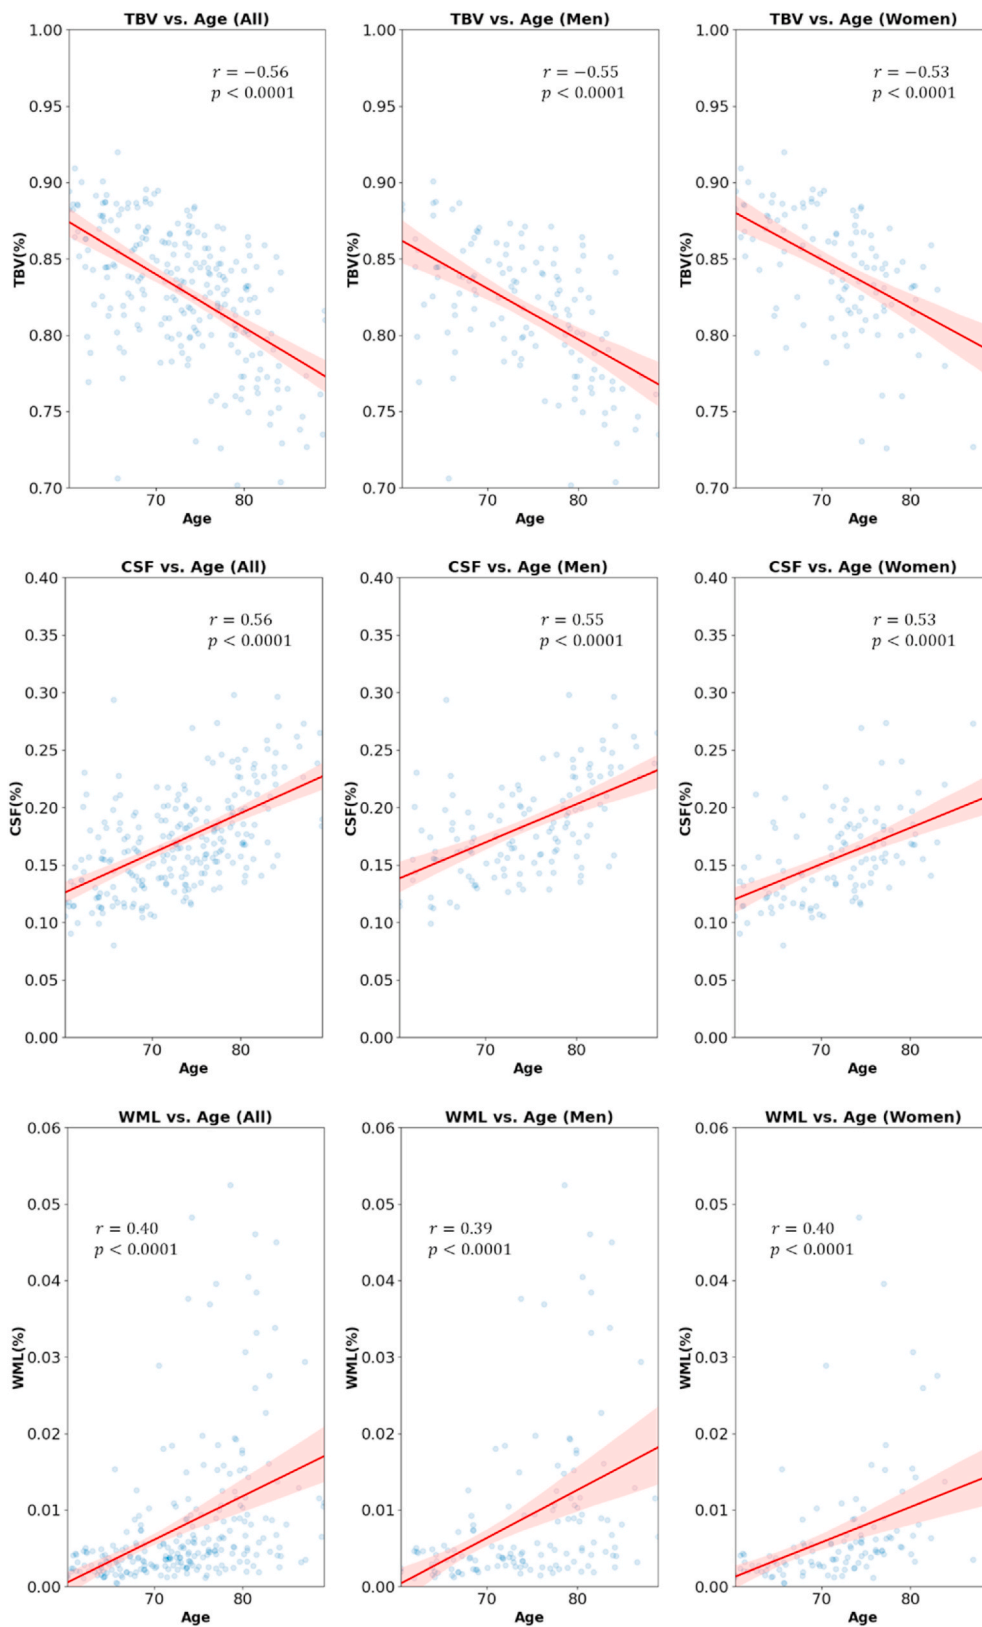 TBV vs. Age (All)
1.00
0.95
0.90
0.85
0.80
0.75
0.70
TBV(%)
r = −0.56
p < 0.0001
70 80
Age
TBV vs. Age (Men)
1.00
0.95
0.90
0.85
0.80
0.75
0.70
TBV(%)
r = −0.55
p < 0.0001
70 80
Age
TBV vs. Age (Women)
1.00
0.95
0.90
0.85
0.80
0.75
0.70
TBV(%)
r = −0.53
p < 0.0001
70 80
Age
CSF vs. Age (All)
0.40
0.35
0.30
0.25
0.20
0.15
0.10
0.05
0.00
CSF(%)
r = 0.56
p < 0.0001
70 80
Age
CSF vs. Age (Men)
0.40
0.35
0.30
0.25
0.20
0.15
0.10
0.05
0.00
CSF(%)
r = 0.55
p < 0.0001
70 80
Age
CSF vs. Age (Women)
0.40
0.35
0.30
0.25
0.20
0.15
0.10
0.05
0.00
CSF(%)
r = 0.53
p < 0.0001
70 80
Age
WML vs. Age (All)
0.06
0.05
0.04
0.03
0.02
0.01
0.00
WML(%)
r = 0.40
p < 0.0001
70 80
Age
WML vs. Age (Men)
0.06
0.05
0.04
0.03
0.02
0.01
0.00
WML(%)
r = 0.39
p < 0.0001
70 80
Age
WML vs. Age (Women)
0.06
0.05
0.04
0.03
0.02
0.01
0.00
WML(%)
r = 0.40
p < 0.0001
70 80
Age